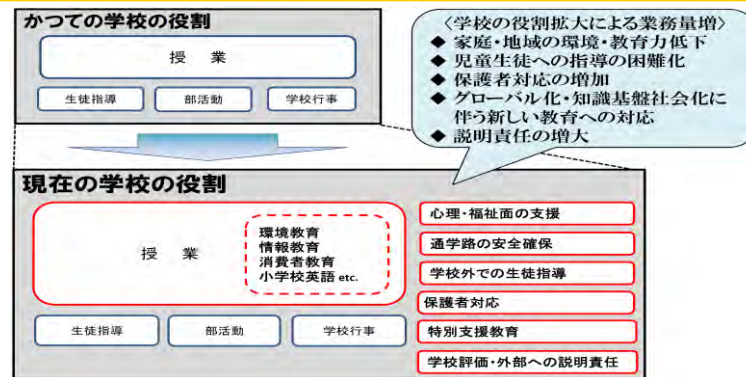 かつての学校の役割
授 業
生徒指導
部活動
学校行事
〈学校の役割拡大による業務量増〉
◆ 家庭・地域の環境・教育力低下
◆ 児童生徒への指導の困難化
◆ 保護者対応の増加
◆ グローバル化・知識基盤社会化に
伴う新しい教育への対応
◆ 説明責任の増大
現在の学校の役割
授 業
環境教育
情報教育
消費者教育
小学校英語 etc.
生徒指導
部活動
学校行事
心理・福祉面の支援
通学路の安全確保
学校外での生徒指導
保護者対応
特別支援教育
学校評価・外部への説明責任